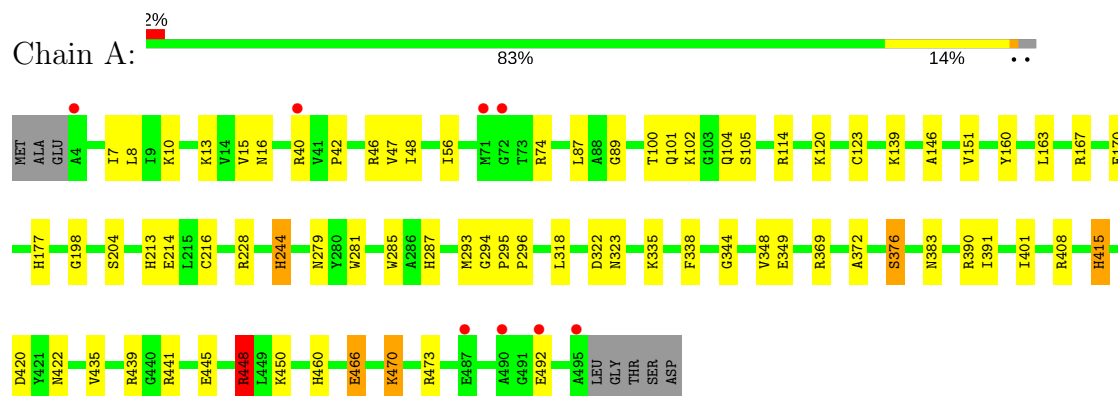 2%
Chain A:
83% 14% ..
MET ALA GLU A4 I7 L8 I9 K10 K13 V14 V15 N16 R40 V41 P42 R46 V47 I48 I56 M71 G72 T73 R74 L87 A88 G89 T100 Q101 K102 G103 Q104 S105 R114 K120 C123 K139 A146 V151 Y160 L163 R167
H177 G198 S204 H213 E214 L215 C216 R228 H244 N279 Y280 W281 W285 A286 H287 M293 G294 P295 P296 L318 D322 N323 K335 F338 G344 V348 E349 R369 A372 S376 N383 R390 I391 I401 R408 H415
D420 Y421 N422 V435 R439 G440 R441 E445 R448 L449 K450 H460 E466 K470 R473 E487 A490 G491 E492 A495 LEU GLY THR SER ASP